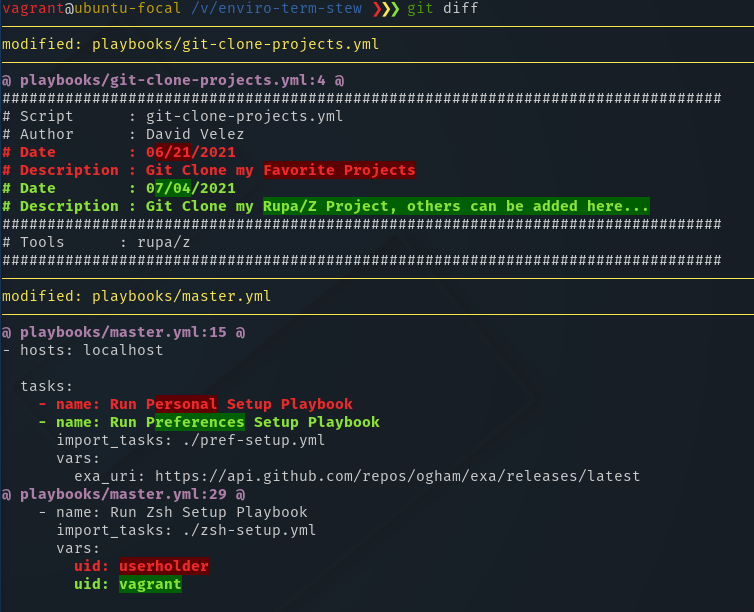 vagrant@ubuntu-focal /v/enviro-term-stew ❯❯❯ git diff
modified: playbooks/git-clone-projects.yml
@ playbooks/git-clone-projects.yml:4 @
################################################################################
# Script      : git-clone-projects.yml
# Author      : David Velez
# Date        : 06/21/2021
# Description : Git Clone my Favorite Projects
# Date        : 07/04/2021
# Description : Git Clone my Rupa/Z Project, others can be added here...
################################################################################
# Tools      : rupa/z
################################################################################
modified: playbooks/master.yml
@ playbooks/master.yml:15 @
- hosts: localhost
  tasks:
    - name: Run Personal Setup Playbook
    - name: Run Preferences Setup Playbook
      import_tasks: ./pref-setup.yml
      vars:
        exa_uri: https://api.github.com/repos/ogham/exa/releases/latest
@ playbooks/master.yml:29 @
    - name: Run Zsh Setup Playbook
      import_tasks: ./zsh-setup.yml
      vars:
        uid: userholder
        uid: vagrant